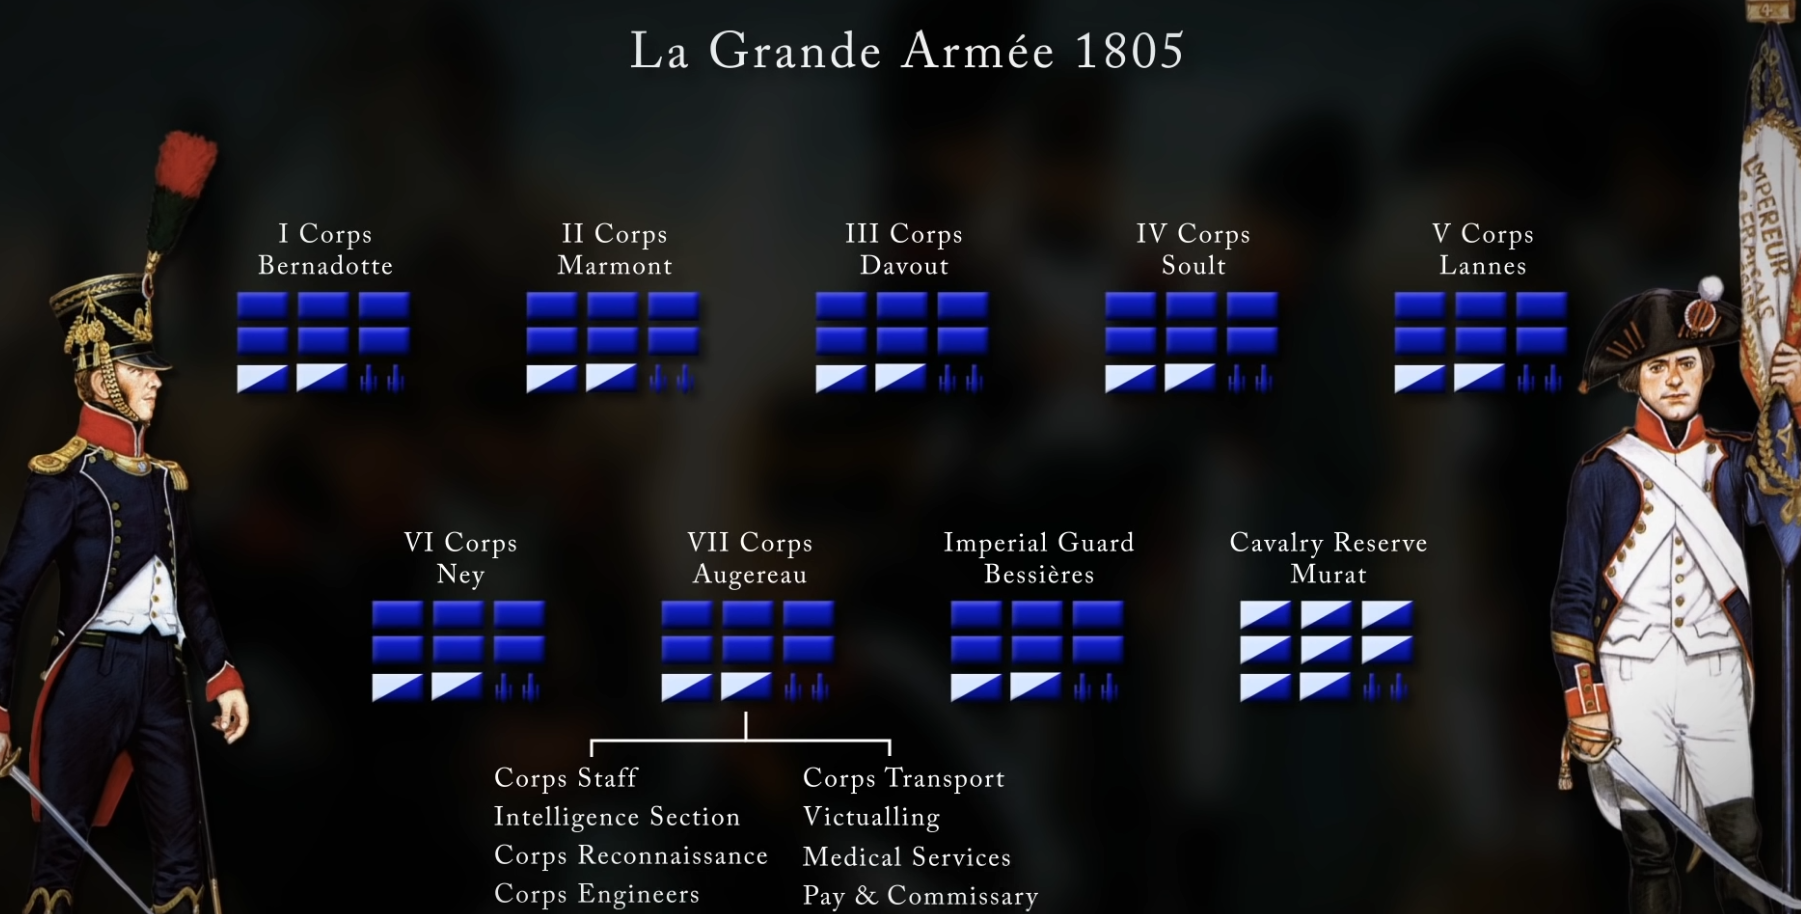 La Grande Armée 1805
I Corps
Bernadotte
II Corps
Marmont
III Corps
Davout
IV Corps
Soult
V Corps
Lannes
VI Corps
Ney
VII Corps
Augereau
Imperial Guard
Bessières
Cavalry Reserve
Murat
Corps Staff
Intelligence Section
Corps Reconnaissance
Corps Engineers
Corps Transport
Victualling
Medical Services
Pay & Commissary
4